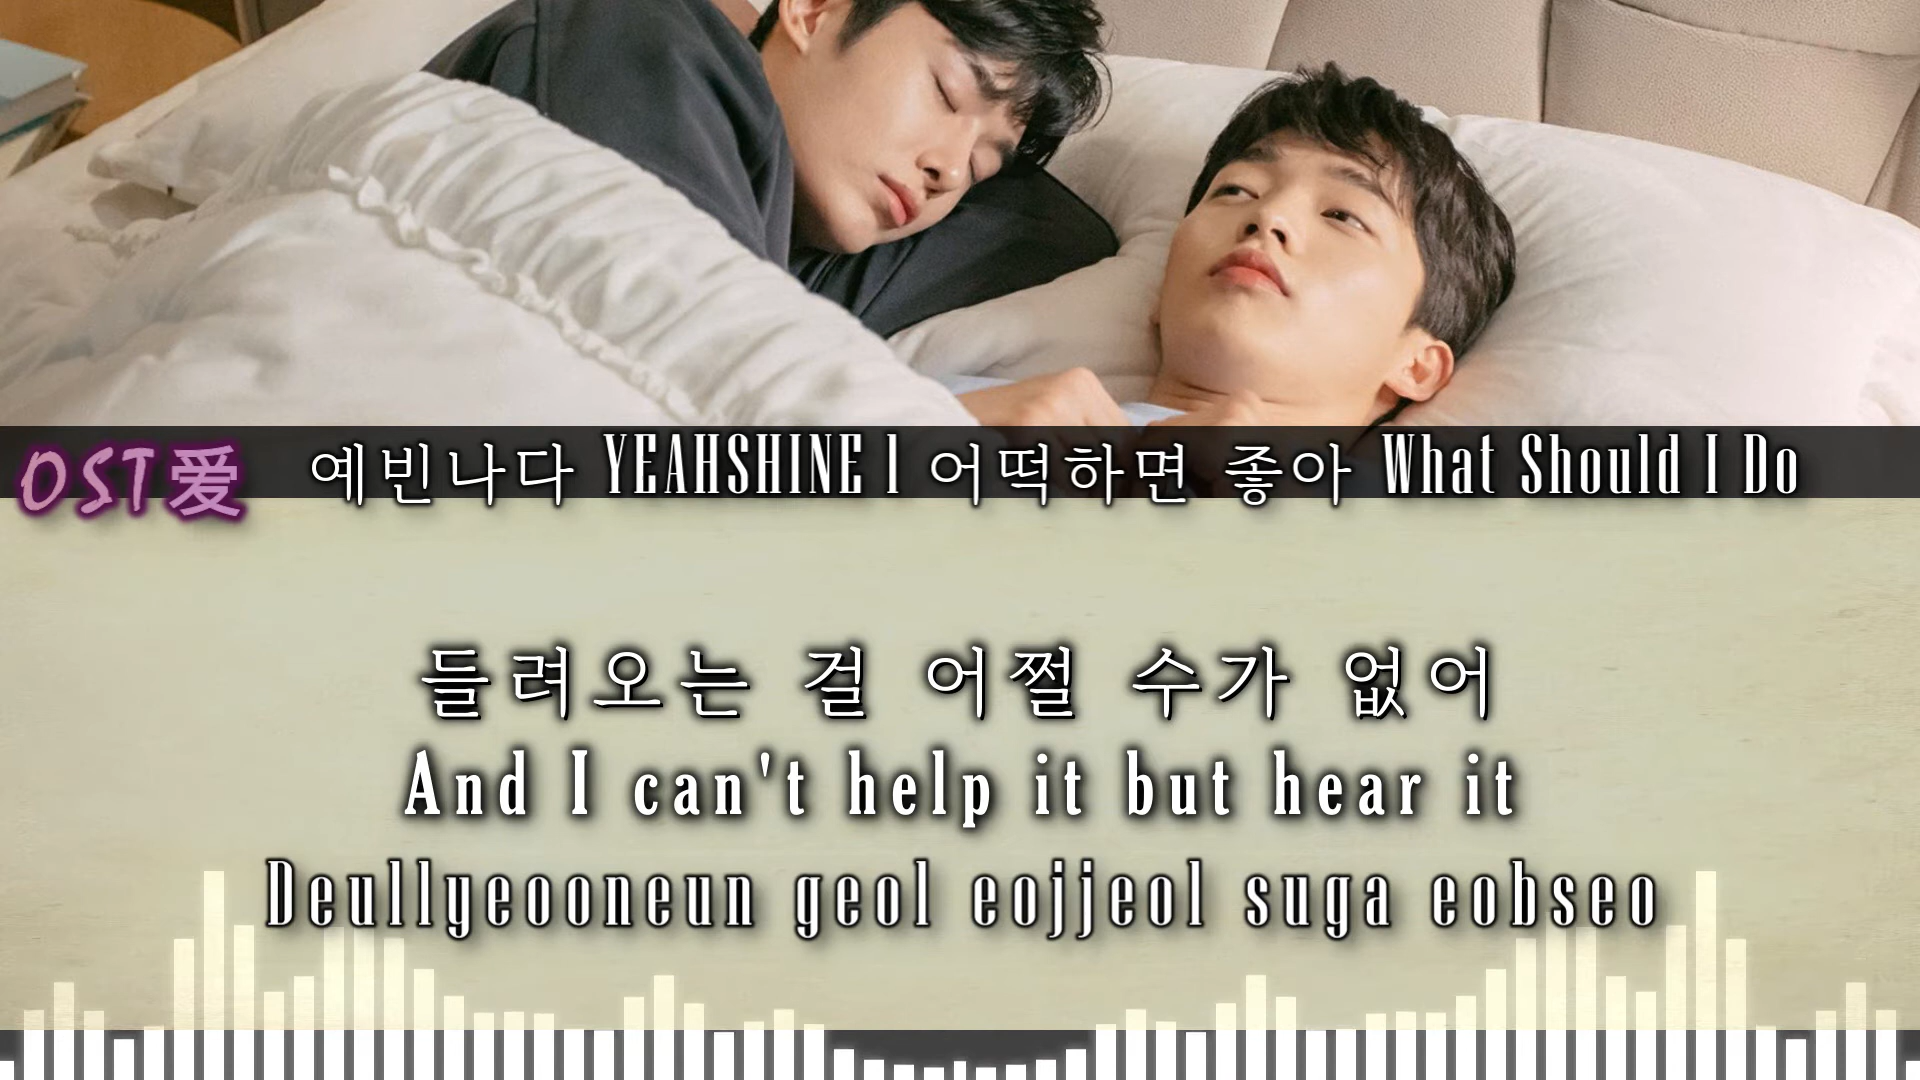 OST爱 예빈나다 YEAHSHINE l 어떡하면 좋아 What Should I Do
들려오는 걸 어쩔 수가 없어
And I can't help it but hear it
Deullyeooneun geol eojjeol suga eobseo